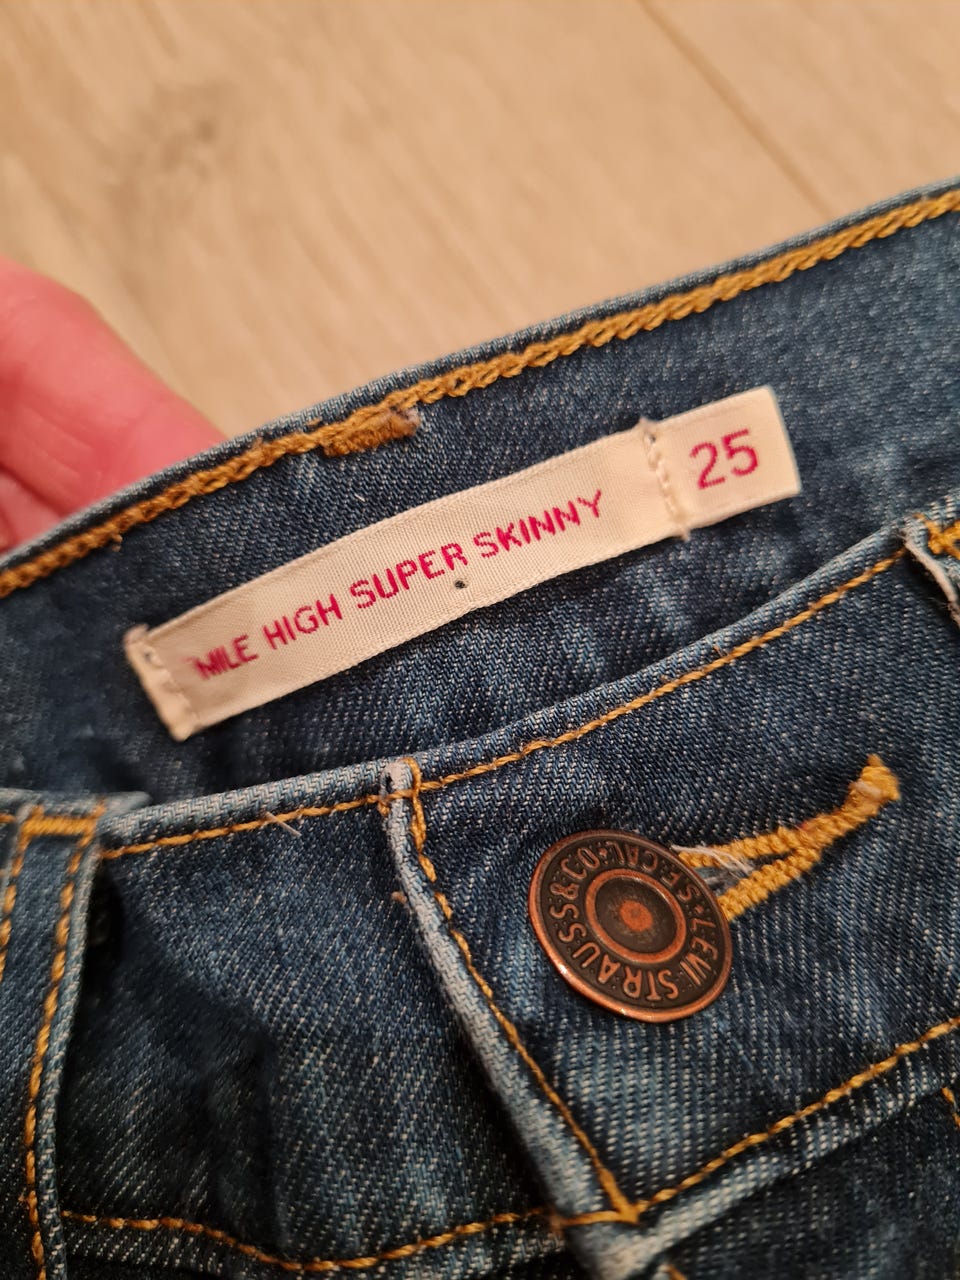 MILE HIGH SUPER SKINNY
25
LEVI STRAUSS & CO. S.F. CAL.